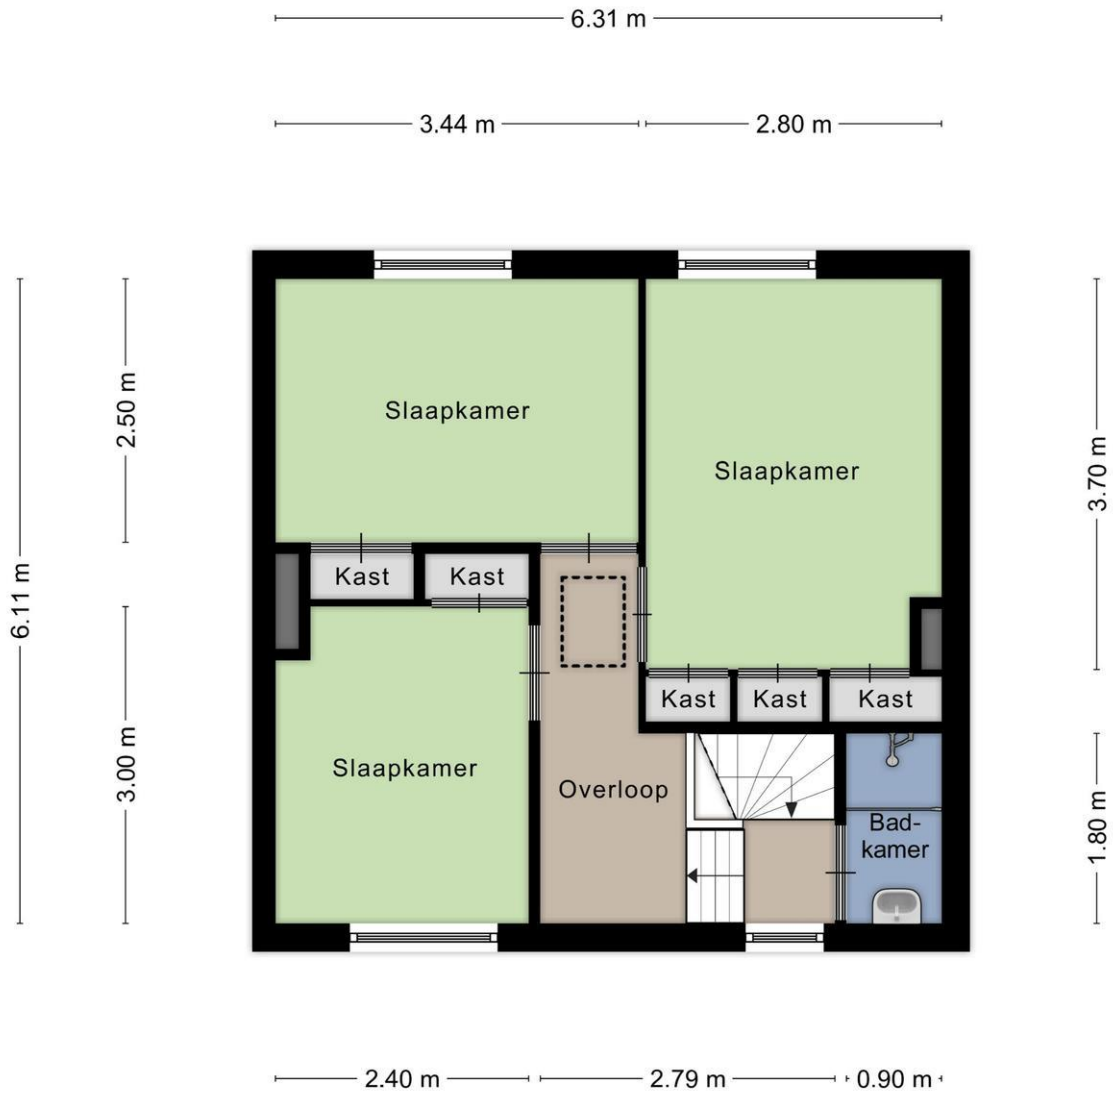 6.31 m
3.44 m
2.80 m
2.50 m
6.11 m
3.00 m
3.70 m
1.80 m
Slaapkamer
Slaapkamer
Kast
Kast
Kast
Kast
Kast
Slaapkamer
Overloop
Bad-
kamer
2.40 m
2.79 m
0.90 m